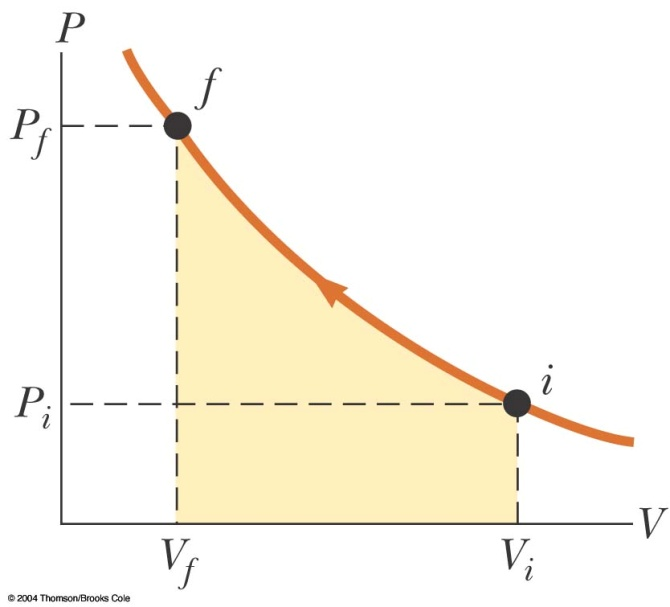 P
f
P_f
i
P_i
V
V_f
V_i
© 2004 Thomson/Brooks Cole